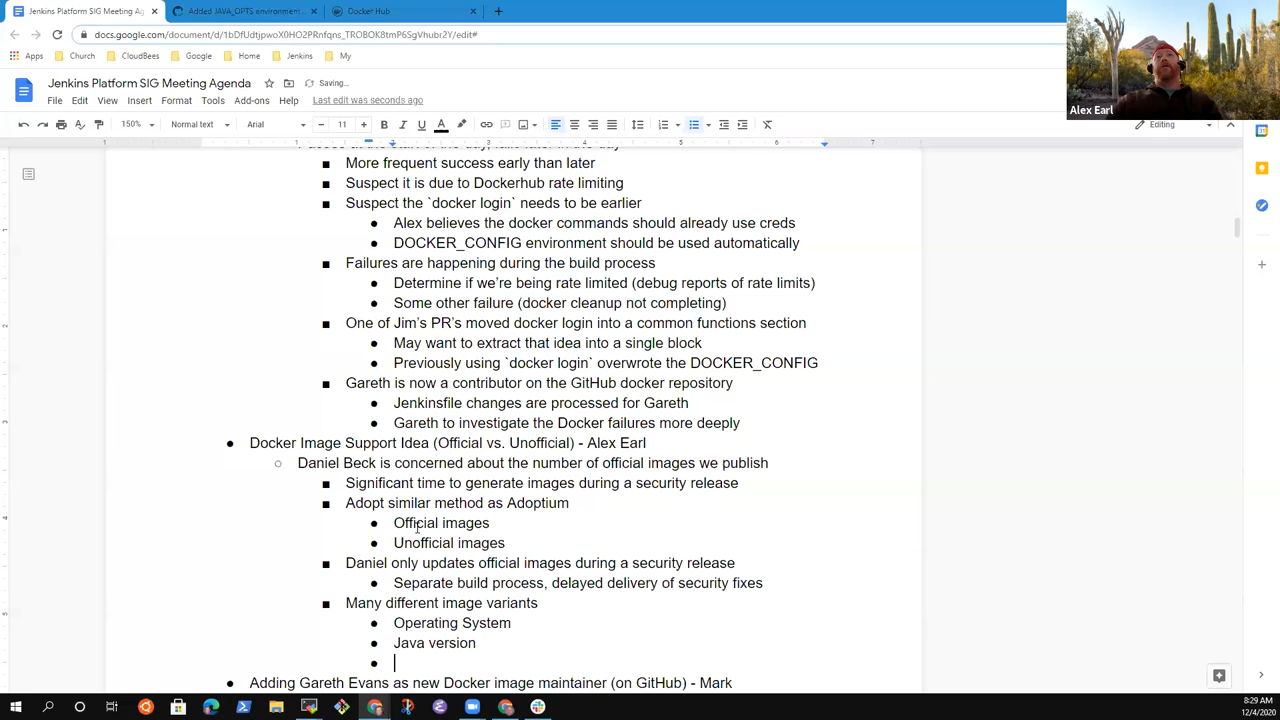 Jenkins Platform SIG Meeting Ag
Added JAVA_OPTS environment
Docker Hub
docs.google.com/document/d/1bDfUdtjpwoX0HO2PRnfqns_TROBOK8tmP6SgVhubr2Y/edit#
Apps
Church
CloudBees
Google
Home
Jenkins
My
Jenkins Platform SIG Meeting Agenda
Saving...
File Edit View Insert Format Tools Add-ons Help Last edit was seconds ago
150% Normal text Arial 11 Editing
1 1 2 3 4 5 6 7
More frequent success early than later
Suspect it is due to Dockerhub rate limiting
Suspect the `docker login` needs to be earlier
Alex believes the docker commands should already use creds
DOCKER_CONFIG environment should be used automatically
Failures are happening during the build process
Determine if we're being rate limited (debug reports of rate limits)
Some other failure (docker cleanup not completing)
One of Jim's PR's moved docker login into a common functions section
May want to extract that idea into a single block
Previously using `docker login` overwrote the DOCKER_CONFIG
Gareth is now a contributor on the GitHub docker repository
Jenkinsfile changes are processed for Gareth
Gareth to investigate the Docker failures more deeply
Docker Image Support Idea (Official vs. Unofficial) - Alex Earl
Daniel Beck is concerned about the number of official images we publish
Significant time to generate images during a security release
Adopt similar method as Adoptium
Official images
Unofficial images
Daniel only updates official images during a security release
Separate build process, delayed delivery of security fixes
Many different image variants
Operating System
Java version
Adding Gareth Evans as new Docker image maintainer (on GitHub) - Mark
Alex Earl
8:29 AM
12/4/2020